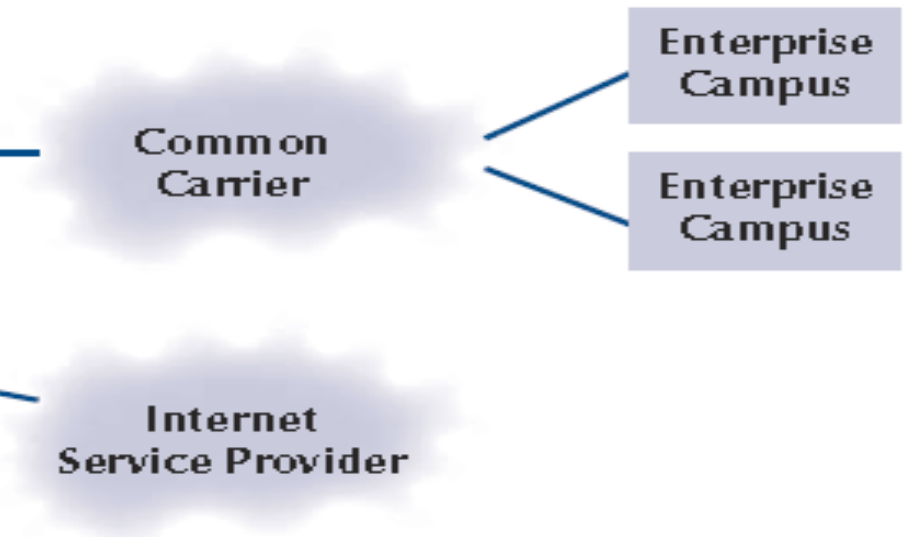 Enterprise
Campus
Common
Carrier
Enterprise
Campus
Internet
Service Provider